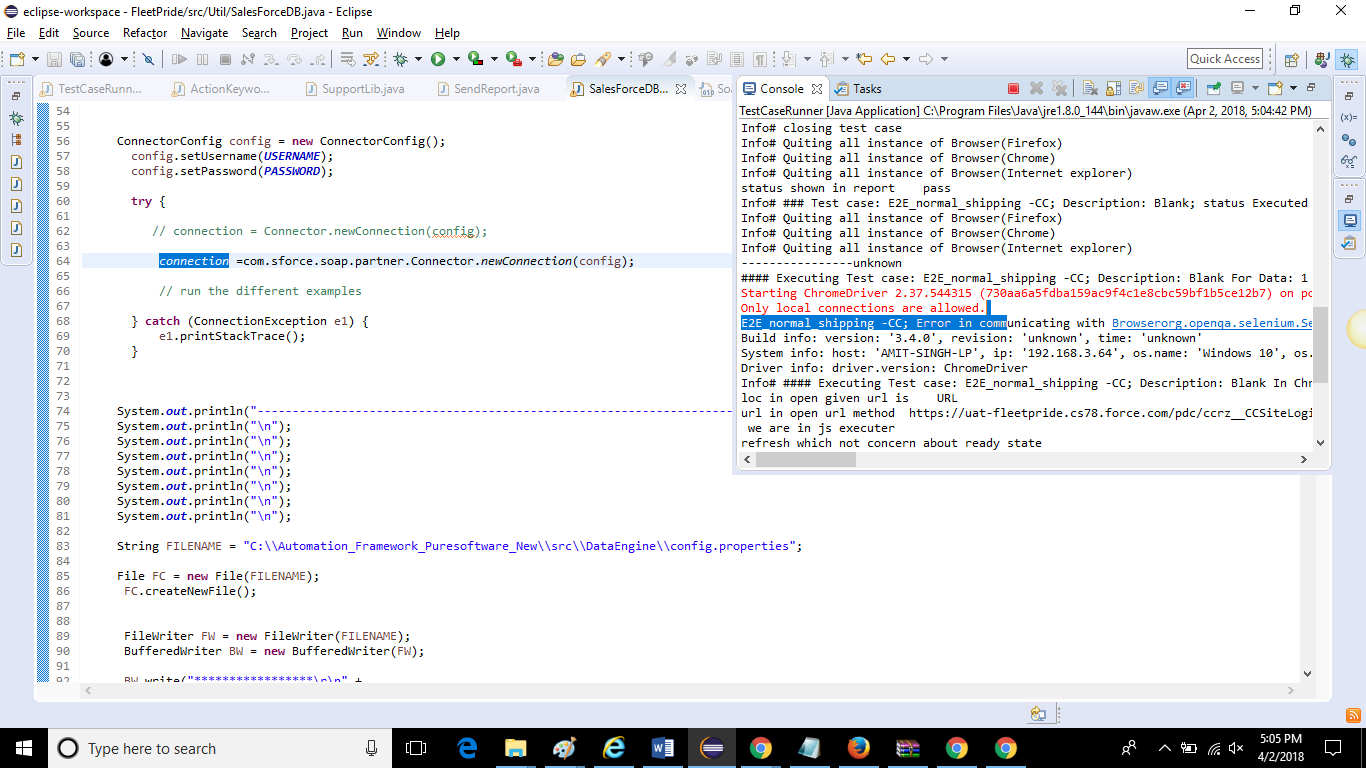 eclipse-workspace - FleetPride/src/Util/SalesForceDB.java - Eclipse
File Edit Source Refactor Navigate Search Project Run Window Help
Quick Access
TestCaseRunn... ActionKeywo... SupportLib.java SendReport.java SalesForceDB... So
54
55
56 ConnectorConfig config = new ConnectorConfig();
57 config.setUsername(USERNAME);
58 config.setPassword(PASSWORD);
59
60 try {
61
62 // connection = Connector.newConnection(config);
63
64 connection =com.sforce.soap.partner.Connector.newConnection(config);
65
66 // run the different examples
67
68 } catch (ConnectionException e1) {
69 e1.printStackTrace();
70 }
71
72
73
74 System.out.println("--------------------------------------------------------------------
75 System.out.println("\n");
76 System.out.println("\n");
77 System.out.println("\n");
78 System.out.println("\n");
79 System.out.println("\n");
80 System.out.println("\n");
81 System.out.println("\n");
82
83 String FILENAME = "C:\\Automation_Framework_Puresoftware_New\\src\\DataEngine\\config.properties";
84
85 File FC = new File(FILENAME);
86 FC.createNewFile();
87
88
89 FileWriter FW = new FileWriter(FILENAME);
90 BufferedWriter BW = new BufferedWriter(FW);
91
92 BW.write("*****************\r\n" +
Console Tasks
TestCaseRunner [Java Application] C:\Program Files\Java\jre1.8.0_144\bin\javaw.exe (Apr 2, 2018, 5:04:42 PM)
Info# closing test case
Info# Quiting all instance of Browser(Firefox)
Info# Quiting all instance of Browser(Chrome)
Info# Quiting all instance of Browser(Internet explorer)
status shown in report pass
Info# ### Test case: E2E_normal_shipping -CC; Description: Blank; status Executed
Info# Quiting all instance of Browser(Firefox)
Info# Quiting all instance of Browser(Chrome)
Info# Quiting all instance of Browser(Internet explorer)
----------------unknown
#### Executing Test case: E2E_normal_shipping -CC; Description: Blank For Data: 1
Starting ChromeDriver 2.37.544315 (730aa6a5fdba159ac9f4c1e8cbc59bf1b5ce12b7) on po
Only local connections are allowed.
E2E_normal_shipping -CC; Error in communicating with Browserorg.openqa.selenium.Se
Build info: version: '3.4.0', revision: 'unknown', time: 'unknown'
System info: host: 'AMIT-SINGH-LP', ip: '192.168.3.64', os.name: 'Windows 10', os.
Driver info: driver.version: ChromeDriver
Info# #### Executing Test case: E2E_normal_shipping -CC; Description: Blank In Chr
loc in open given url is URL
url in open url method https://uat-fleetpride.cs78.force.com/pdc/ccrz__CCSiteLogi
we are in js executer
refresh which not concern about ready state
Type here to search
5:05 PM
4/2/2018